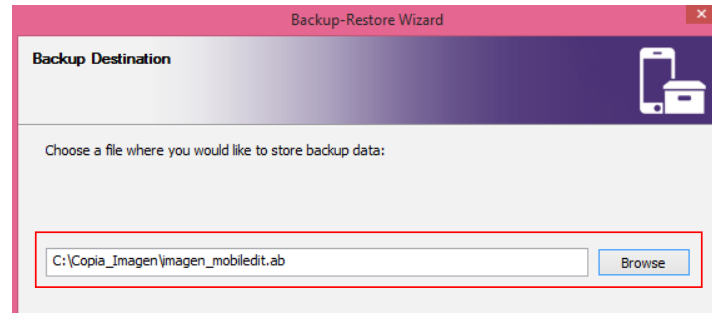 Backup-Restore Wizard
Backup Destination
Choose a file where you would like to store backup data:
C:\Copia_Imagen\imagen_mobiledit.ab
Browse